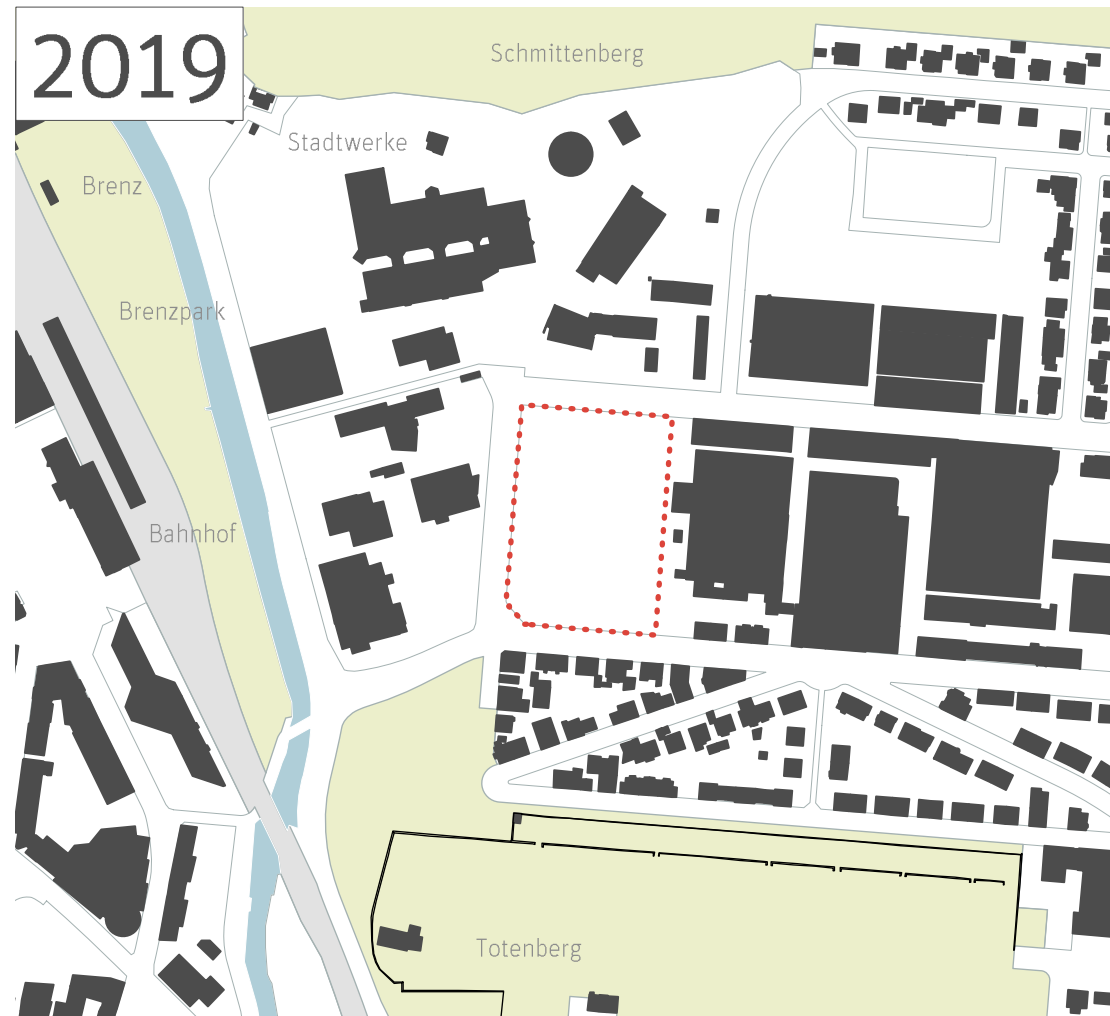 2019
Schmittenberg
Stadtwerke
Brenz
Brenzpark
Bahnhof
Totenberg